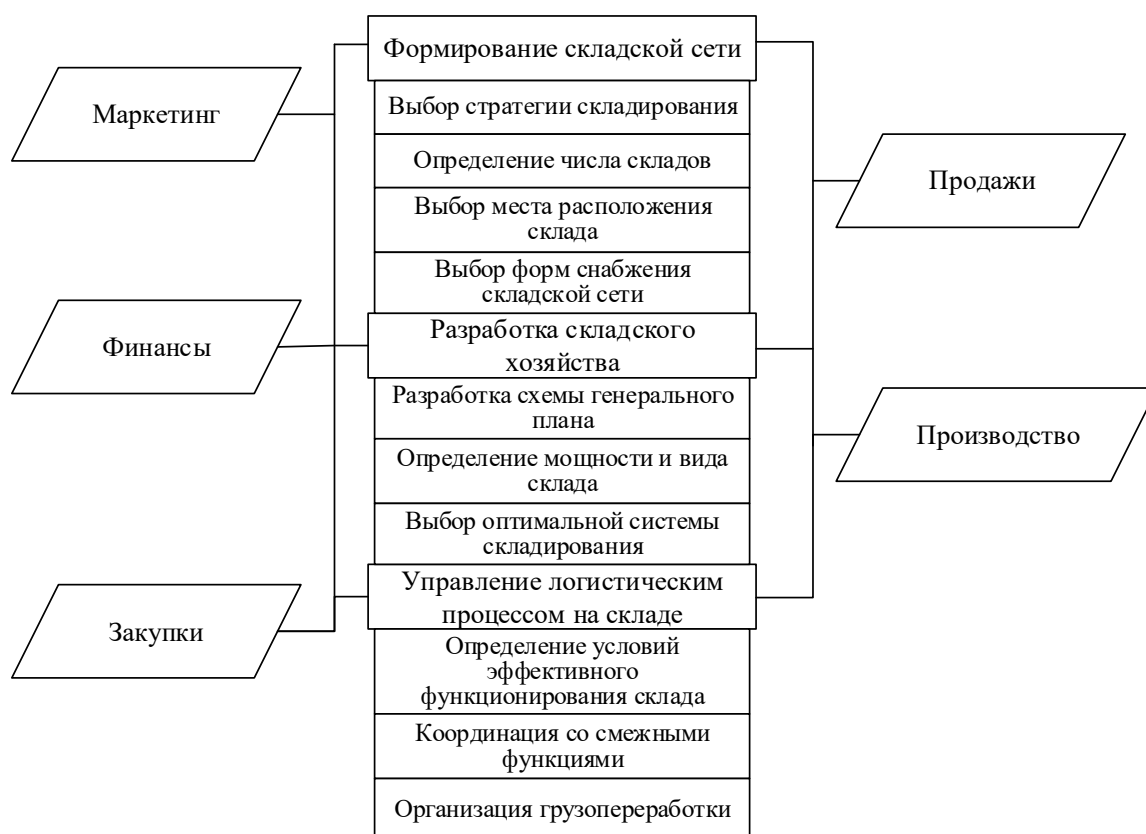 Формирование складской сети
Маркетинг
Выбор стратегии складирования
Определение числа складов
Продажи
Выбор места расположения
склада
Выбор форм снабжения
складской сети
Финансы
Разработка складского
хозяйства
Разработка схемы генерального
плана
Производство
Определение мощности и вида
склада
Выбор оптимальной системы
складирования
Управление логистическим
процессом на складе
Закупки
Определение условий
эффективного
функционирования склада
Координация со смежными
функциями
Организация грузопереработки